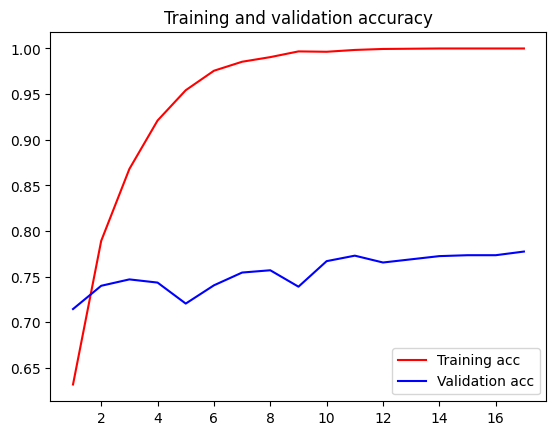 Training and validation accuracy
1.00
0.95
0.90
0.85
0.80
0.75
0.70
0.65
Training acc
Validation acc
2 4 6 8 10 12 14 16